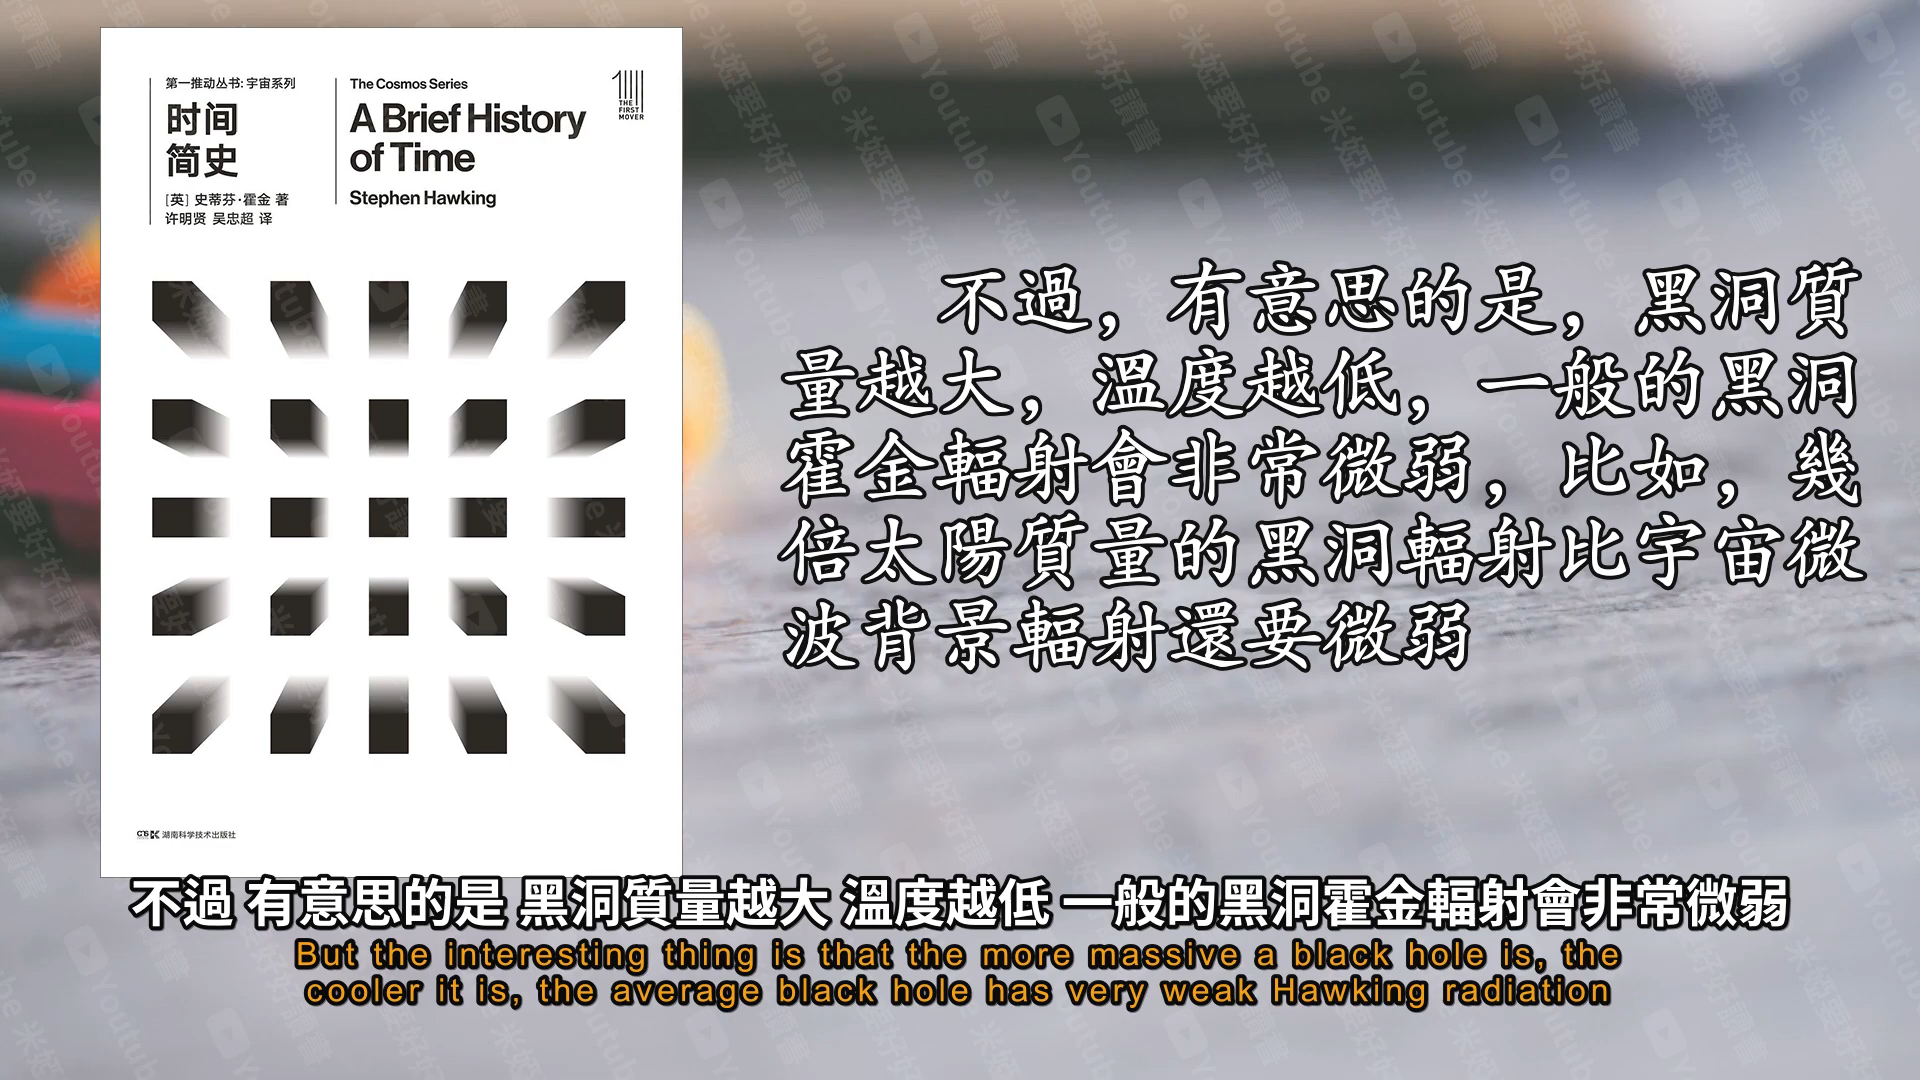 第一推动丛书: 宇宙系列
时间
简史
[英] 史蒂芬·霍金 著
许明贤 吴忠超 译
The Cosmos Series
A Brief History
of Time
Stephen Hawking
THE
FIRST
MOVER
湖南科学技术出版社
不過，有意思的是，黑洞質
量越大，溫度越低，一般的黑洞
霍金輻射會非常微弱，比如，幾
倍太陽質量的黑洞輻射比宇宙微
波背景輻射還要微弱
不過 有意思的是 黑洞質量越大 溫度越低 一般的黑洞霍金輻射會非常微弱
But the interesting thing is that the more massive a black hole is, the
cooler it is, the average black hole has very weak Hawking radiation
Youtube 米婭要好好讀書